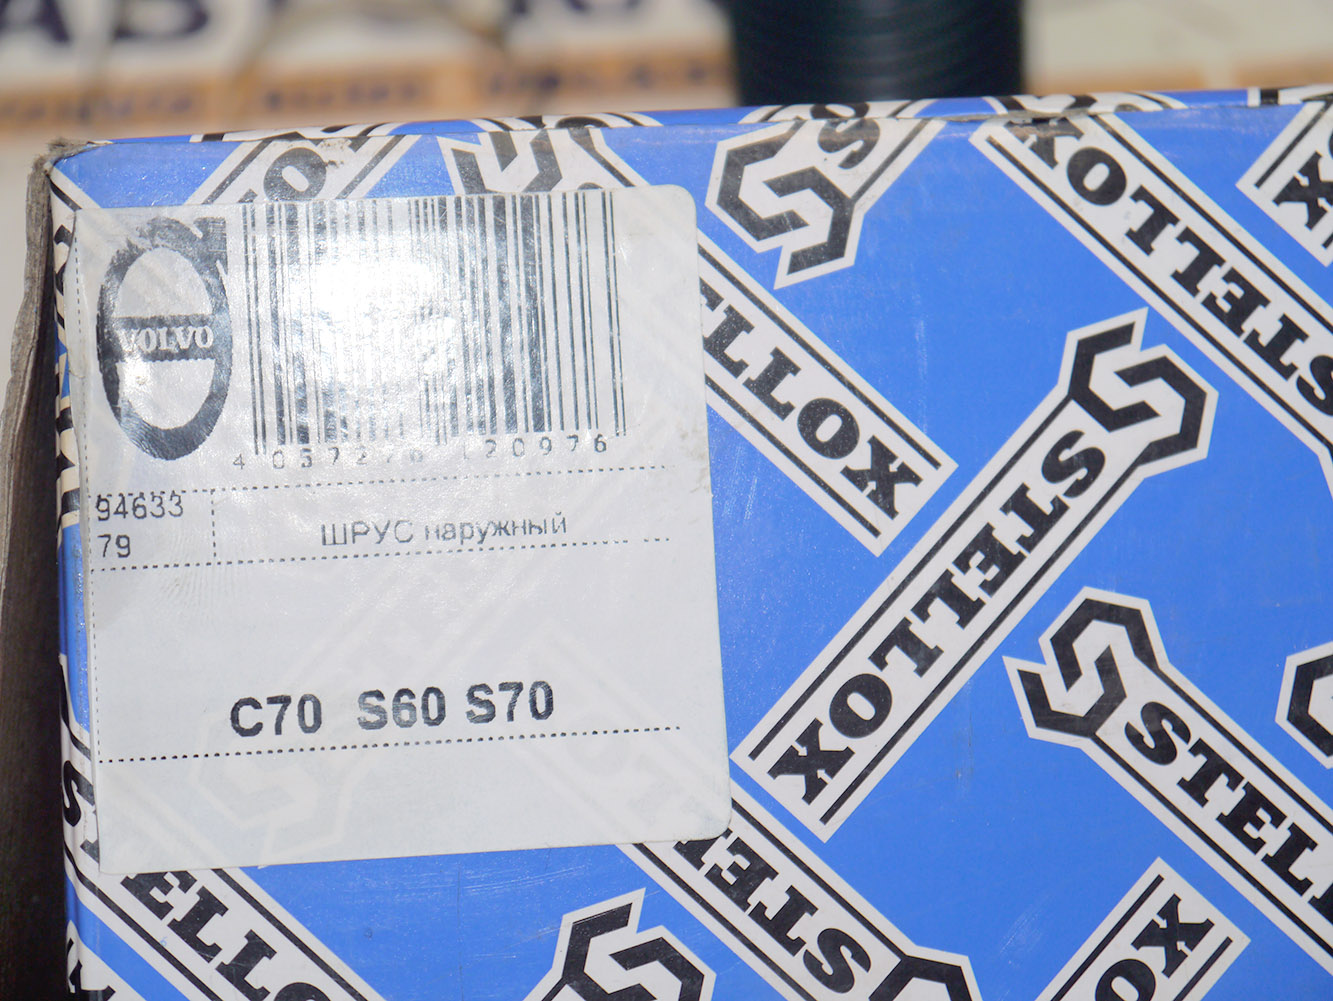 VOLVO
94633
79
ШРУС наружный
C70 S60 S70
STELLOX
STELLOX
STELLOX